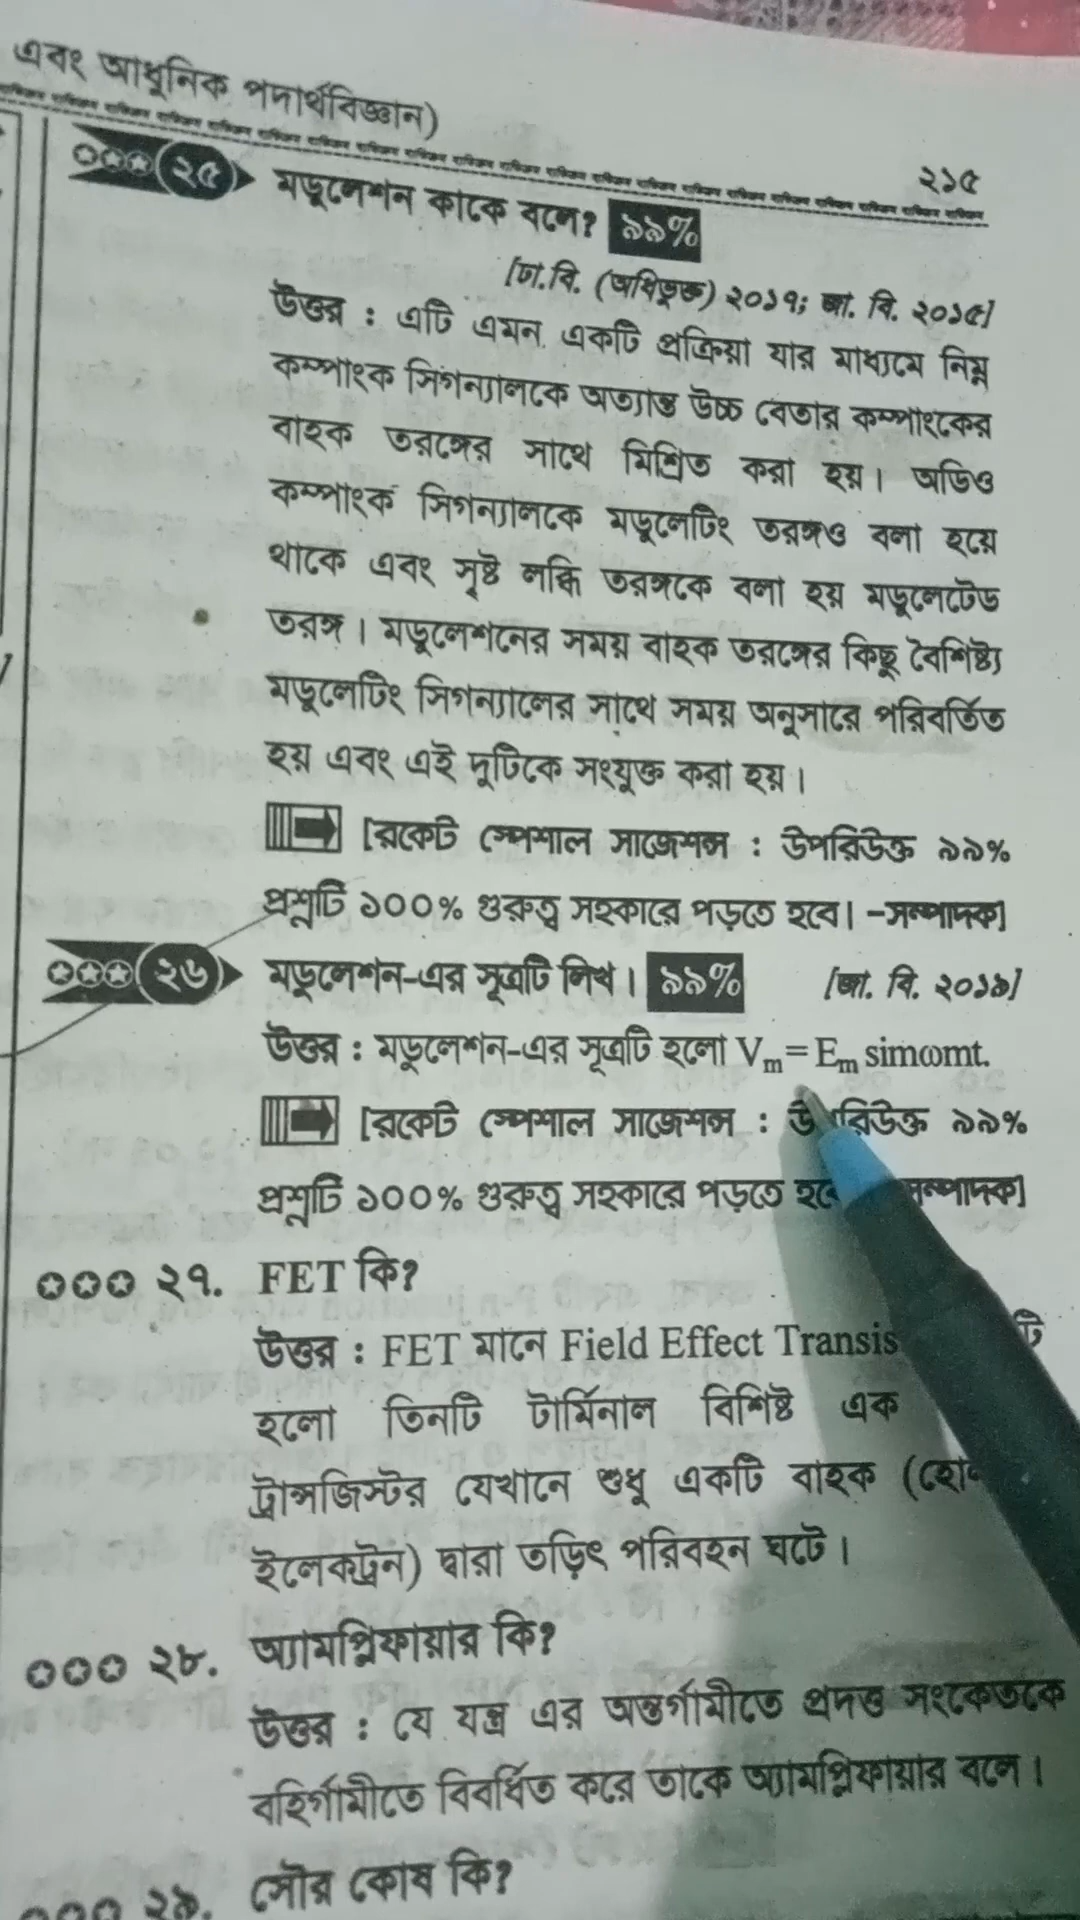 এবং আধুনিক পদার্থবিজ্ঞান)
২১৫
২৫ মডুলেশন কাকে বলে? ৯৯%
[ঢা.বি. (অধিভুক্ত) ২০১৭; জা. বি. ২০১৫]
উত্তর : এটি এমন একটি প্রক্রিয়া যার মাধ্যমে নিম্ন
কম্পাংক সিগন্যালকে অত্যান্ত উচ্চ বেতার কম্পাংকের
বাহক তরঙ্গের সাথে মিশ্রিত করা হয়। অডিও
কম্পাংক সিগন্যালকে মডুলেটিং তরঙ্গও বলা হয়ে
থাকে এবং সৃষ্ট লব্ধি তরঙ্গকে বলা হয় মডুলেটেড
তরঙ্গ। মডুলেশনের সময় বাহক তরঙ্গের কিছু বৈশিষ্ট্য
মডুলেটিং সিগন্যালের সাথে সময় অনুসারে পরিবর্তিত
হয় এবং এই দুটিকে সংযুক্ত করা হয়।
[রকেট স্পেশাল সাজেশন্স : উপরিউক্ত ৯৯%
প্রশ্নটি ১০০% গুরুত্ব সহকারে পড়তে হবে। -সম্পাদক]
২৬ মডুলেশন-এর সূত্রটি লিখ। ৯৯% [জা. বি. ২০১৯]
উত্তর : মডুলেশন-এর সূত্রটি হলো Vm = Em simωmt.
[রকেট স্পেশাল সাজেশন্স : উপরিউক্ত ৯৯%
প্রশ্নটি ১০০% গুরুত্ব সহকারে পড়তে হবে সম্পাদক]
২৭. FET কি?
উত্তর : FET মানে Field Effect Transis টি
হলো তিনটি টার্মিনাল বিশিষ্ট এক
ট্রান্সজিস্টর যেখানে শুধু একটি বাহক (হো
ইলেকট্রন) দ্বারা তড়িৎ পরিবহন ঘটে।
২৮. অ্যামপ্লিফায়ার কি?
উত্তর : যে যন্ত্র এর অন্তর্গামীতে প্রদত্ত সংকেতকে
বহির্গামীতে বিবর্ধিত করে তাকে অ্যামপ্লিফায়ার বলে।
২৯. সৌর কোষ কি?